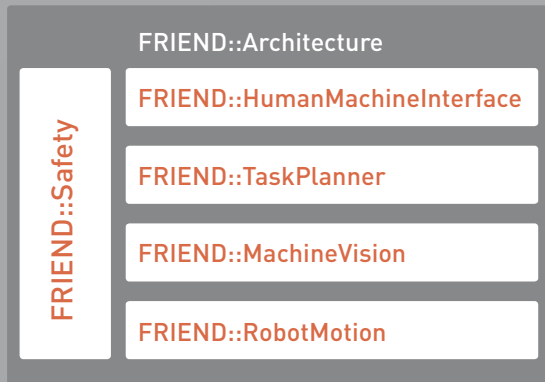 FRIEND::Architecture
FRIEND::Safety
FRIEND::HumanMachineInterface
FRIEND::TaskPlanner
FRIEND::MachineVision
FRIEND::RobotMotion